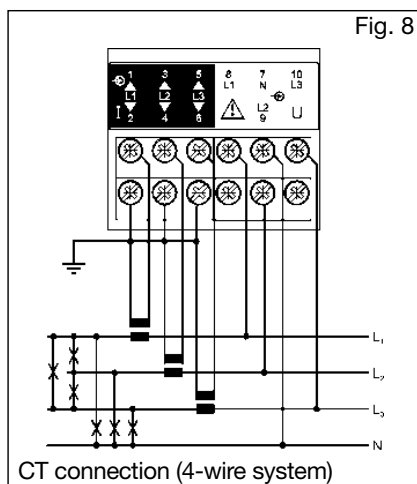 Fig. 8
1 3 5 8 7 10
L1 N L3
L1 L2 L3 L2
I 2 4 6 9 U
L1
L2
L3
N
CT connection (4-wire system)